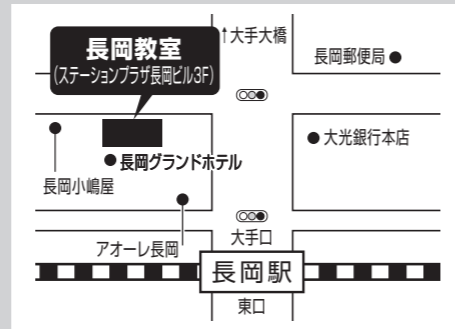 ↑大手大橋
長岡教室
(ステーションプラザ長岡ビル3F)
長岡郵便局●
●大光銀行本店
●長岡グランドホテル
長岡小嶋屋
アオーレ長岡
大手口
長岡駅
東口